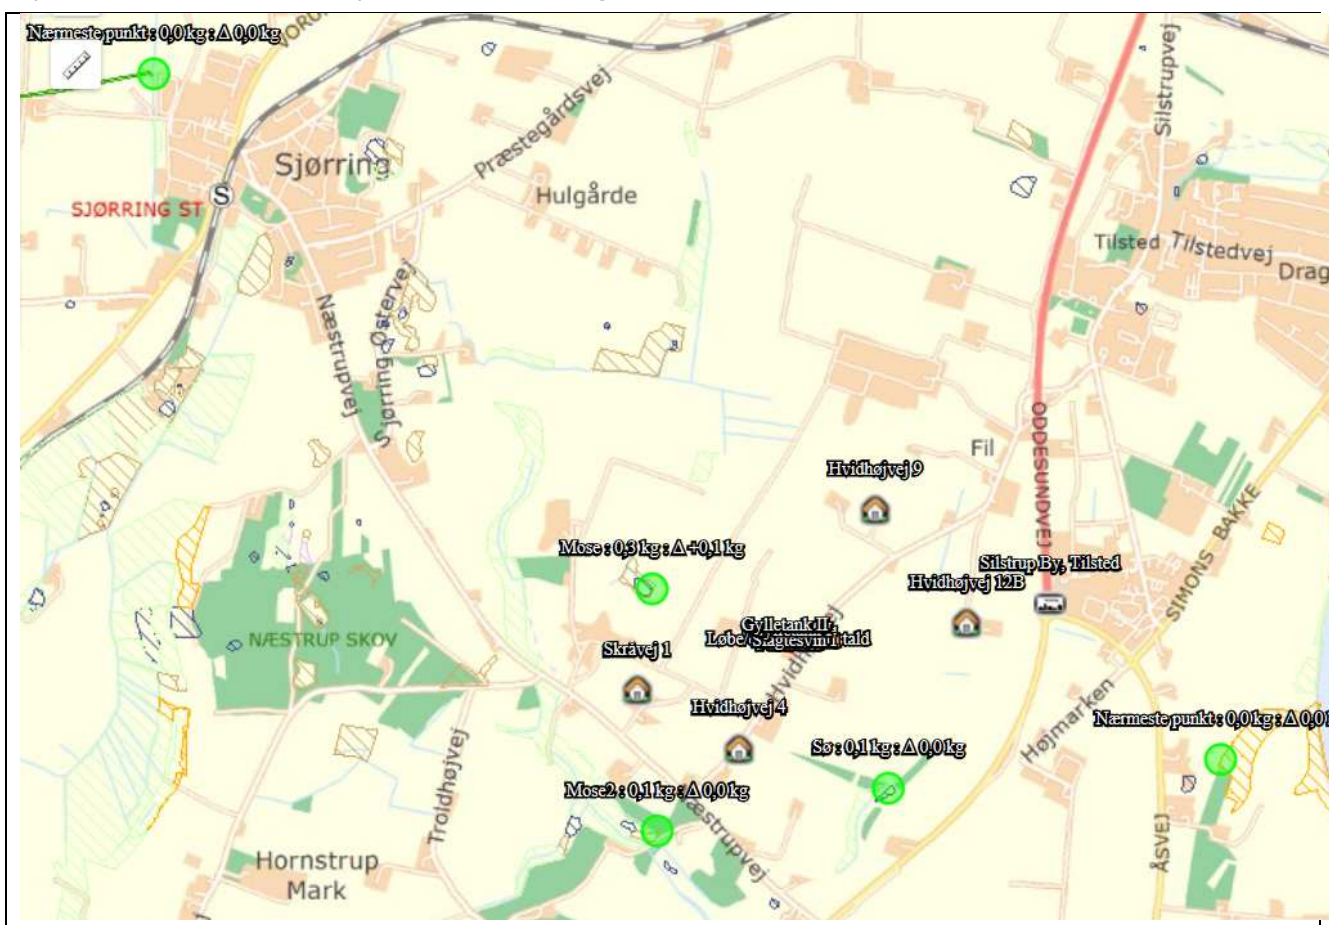 Nærmeste punkt : 0,0 kg : Δ 0,0 kg
Silstrupvej
Præstegårdsvej
Sjørring
Hulgårde
S
SJØRRING ST
Tilsted
Tilstedvej
Drag
Næstrupvej
Sjørring Østervej
ODDESUNDVEJ
Fil
Hvidhøjvej 9
SIMONS BAKKE
Mose : 0,3 kg : Δ +0,1 kg
Silstrup By, Tilsted
Hvidhøjvej 12B
NÆSTRUP SKOV
Gylletank II
Skråvej 1
Hvidhøjvej 4
Højmarken
Nærmeste punkt : 0,0 kg : Δ 0,0
Sø : 0,1 kg : Δ 0,0 kg
Troldhøjvej
Mose2 : 0,1 kg : Δ 0,0 kg
Næstrupvej
ÅSVEJ
Hornstrup
Mark